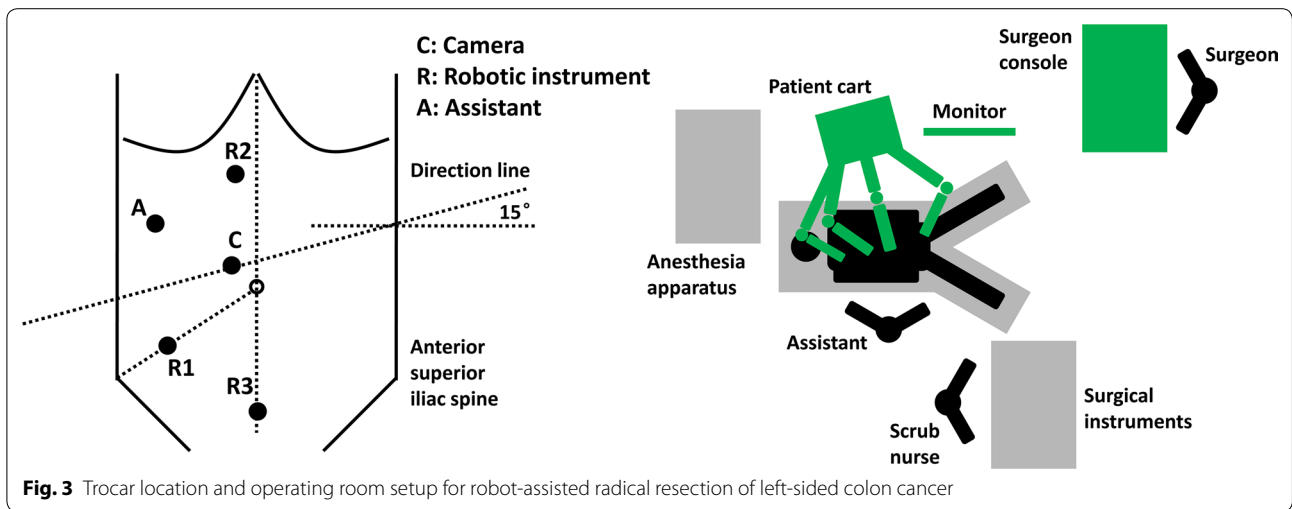 C: Camera
R: Robotic instrument
A: Assistant
R2
A
C
R1
R3
Direction line
15°
Anterior
superior
iliac spine
Surgeon
console
Surgeon
Patient cart
Monitor
Anesthesia
apparatus
Assistant
Scrub
nurse
Surgical
instruments
Fig. 3 Trocar location and operating room setup for robot-assisted radical resection of left-sided colon cancer